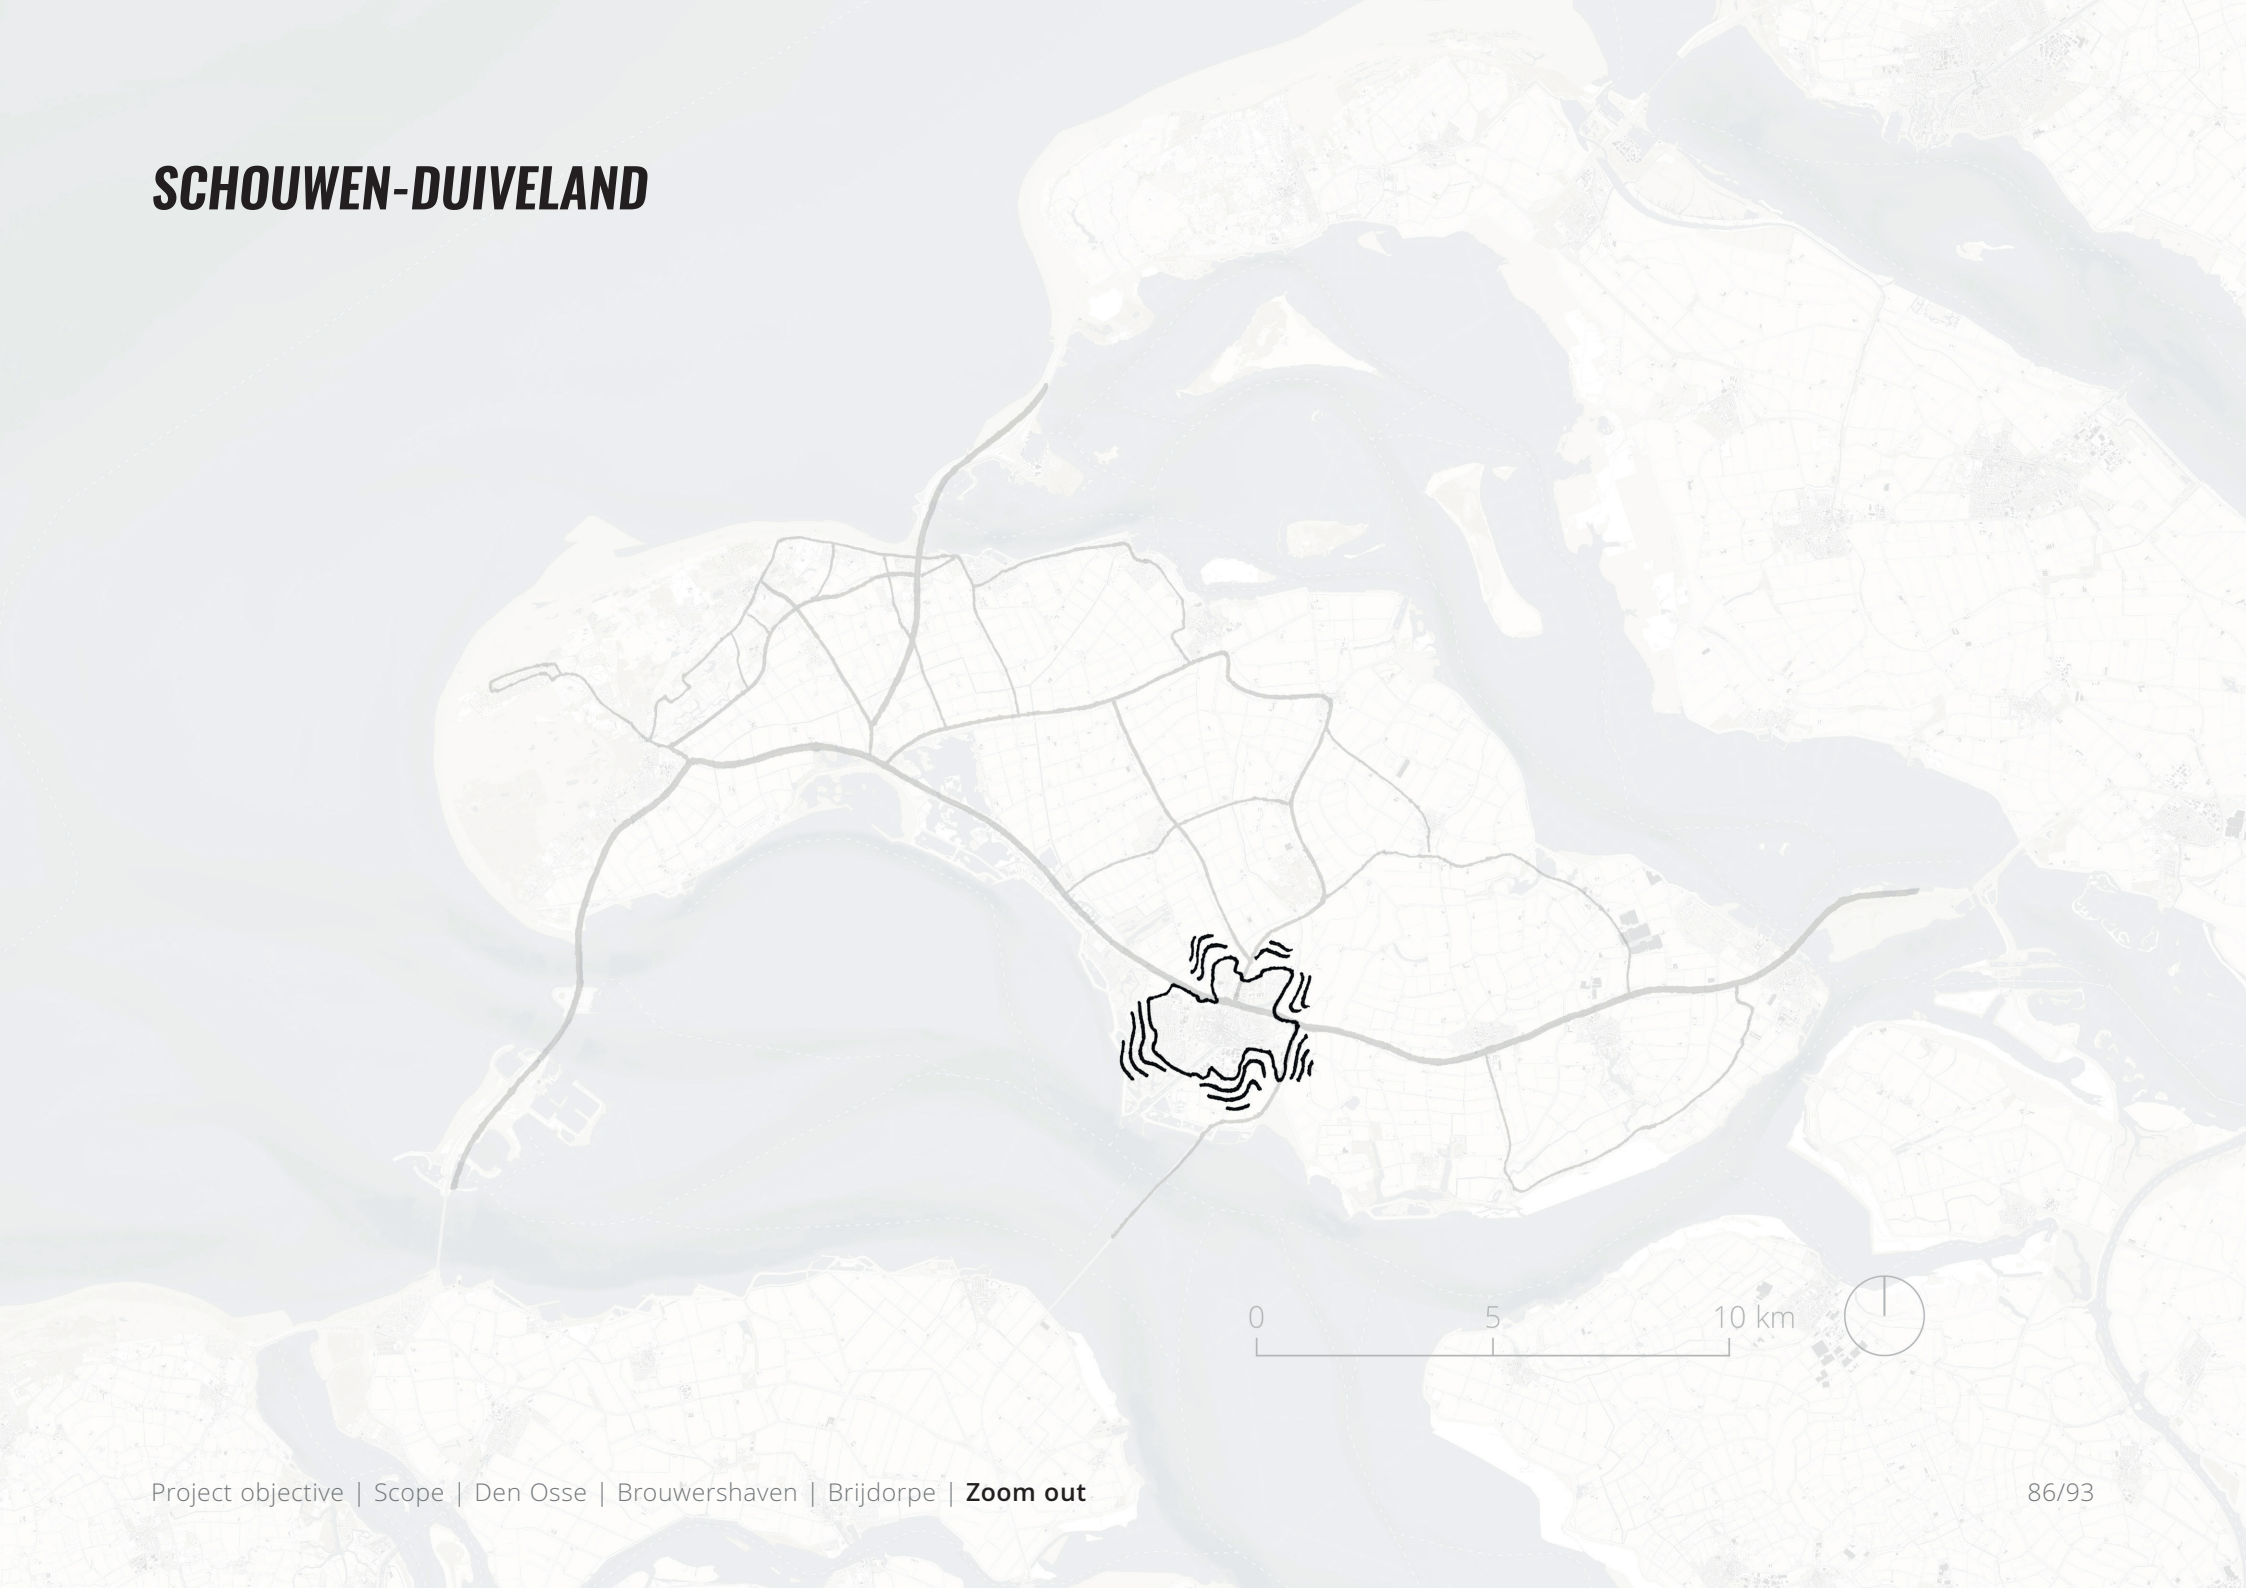 SCHOUWEN-DUIVELAND
0 5 10 km
Project objective | Scope | Den Osse | Brouwershaven | Brijdorpe | Zoom out
86/93